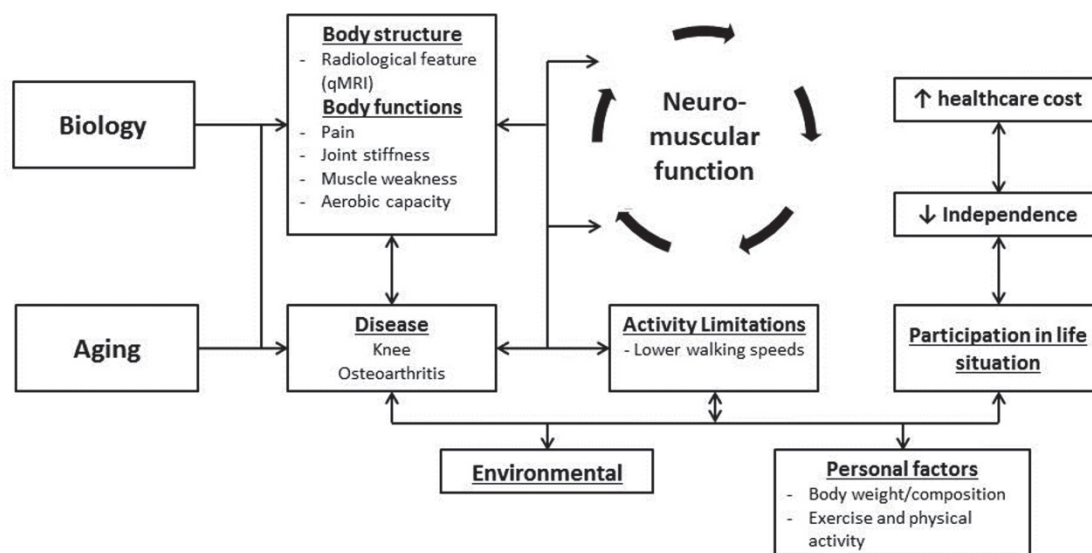 Biology
Aging
Body structure
- Radiological feature
(qMRI)
Body functions
- Pain
- Joint stiffness
- Muscle weakness
- Aerobic capacity
Disease
Knee
Osteoarthritis
Neuro-
muscular
function
Activity Limitations
- Lower walking speeds
↑ healthcare cost
↓ Independence
Participation in life
situation
Environmental
Personal factors
- Body weight/composition
- Exercise and physical
activity